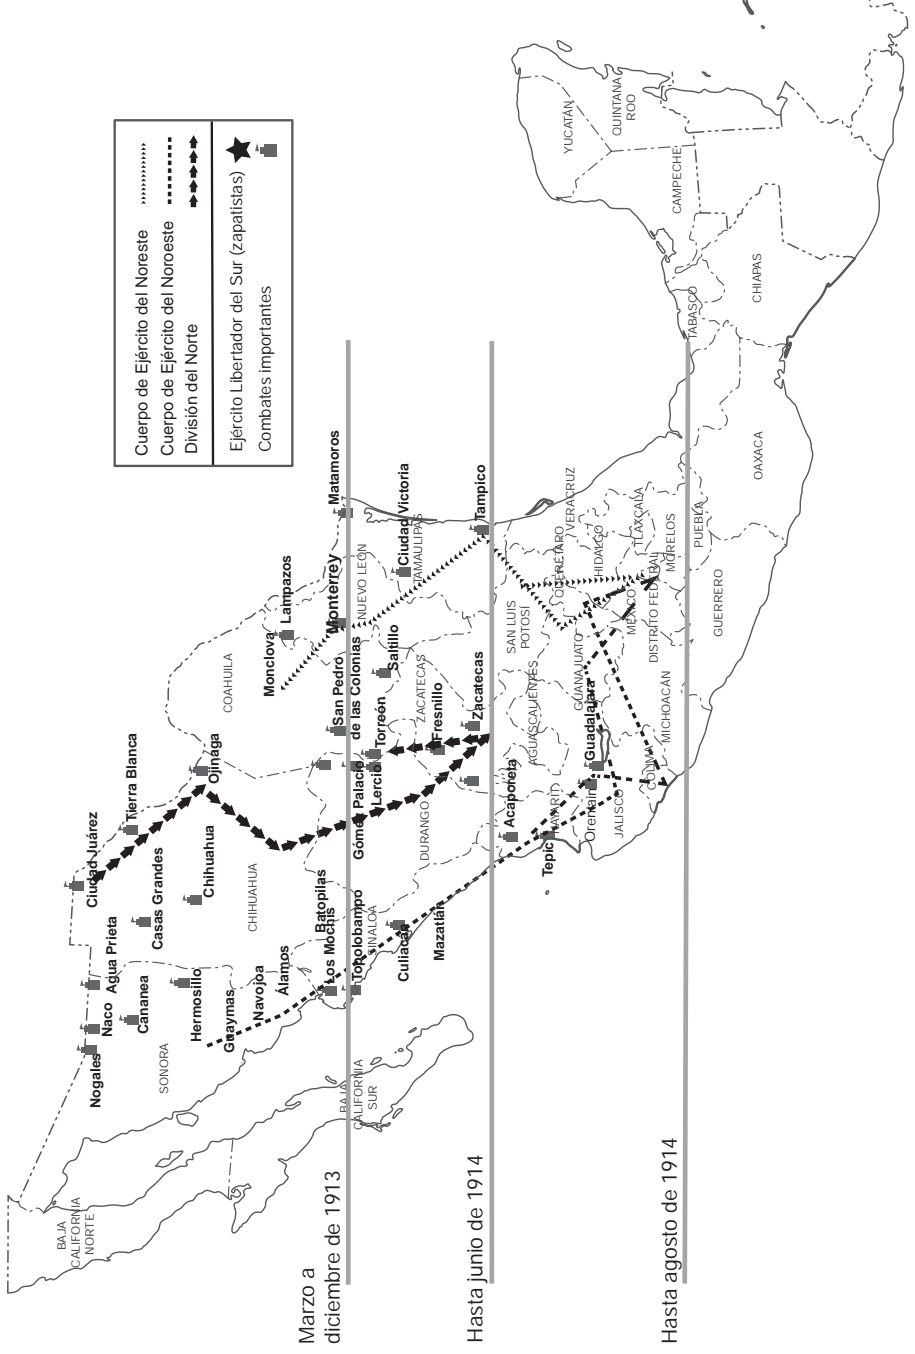 Cuerpo de Ejército del Noreste
Cuerpo de Ejército del Noroeste
División del Norte
Ejército Libertador del Sur (zapatistas)
Combates importantes
Marzo a
diciembre de 1913
Hasta junio de 1914
Hasta agosto de 1914
BAJA
CALIFORNIA
NORTE
BAJA
CALIFORNIA
SUR
SONORA
Nogales
Naco
Agua Prieta
Cananea
Hermosillo
Guaymas
Navojoa
Álamos
Los Mochis
Batopilas
Topolobampo
SINALOA
Culiacán
Mazatlán
Ciudad Juárez
Tierra Blanca
Casas Grandes
Chihuahua
CHIHUAHUA
Ojinaga
COAHUILA
Monclova
Lampazos
Monterrey
NUEVO LEÓN
Matamoros
Ciudad Victoria
TAMAULIPAS
Tampico
San Pedro
de las Colonias
Saltillo
Torreón
Gómez Palacio
Lercio
DURANGO
ZACATECAS
Fresnillo
Zacatecas
Acaponeta
Tepic
NAYARIT
Orentain
Guadalajara
JALISCO
COLIMA
AGUASCALIENTES
SAN LUIS
POTOSÍ
GUANAJUATO
QUERÉTARO
HIDALGO
VERACRUZ
MÉXICO
DISTRITO FEDERAL
TLAXCALA
MORELOS
PUEBLA
MICHOACÁN
GUERRERO
OAXACA
TABASCO
CHIAPAS
CAMPECHE
YUCATÁN
QUINTANA
ROO